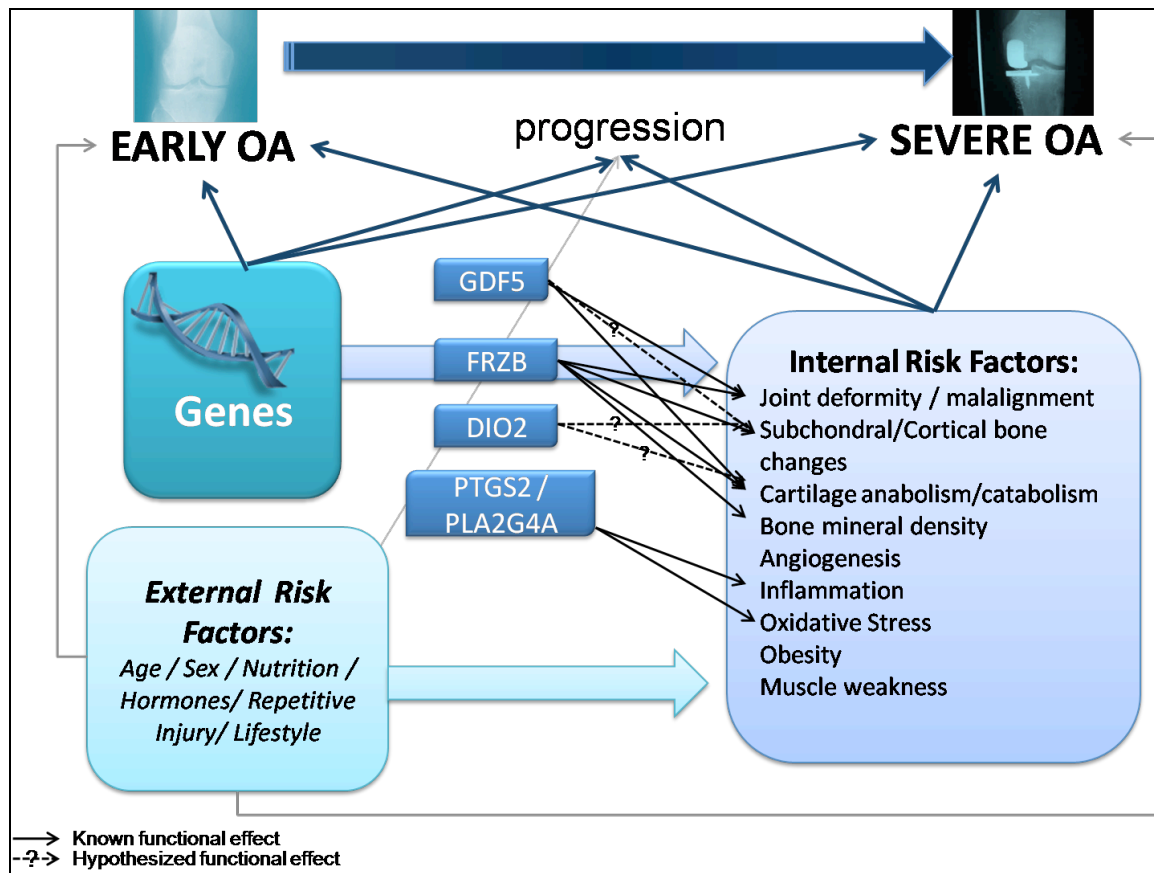 EARLY OA
progression
SEVERE OA
Genes
GDF5
FRZB
DIO2
PTGS2 /
PLA2G4A
?
?
?
External Risk
Factors:
Age / Sex / Nutrition /
Hormones/ Repetitive
Injury/ Lifestyle
Internal Risk Factors:
Joint deformity / malalignment
Subchondral/Cortical bone
changes
Cartilage anabolism/catabolism
Bone mineral density
Angiogenesis
Inflammation
Oxidative Stress
Obesity
Muscle weakness
Known functional effect
? Hypothesized functional effect